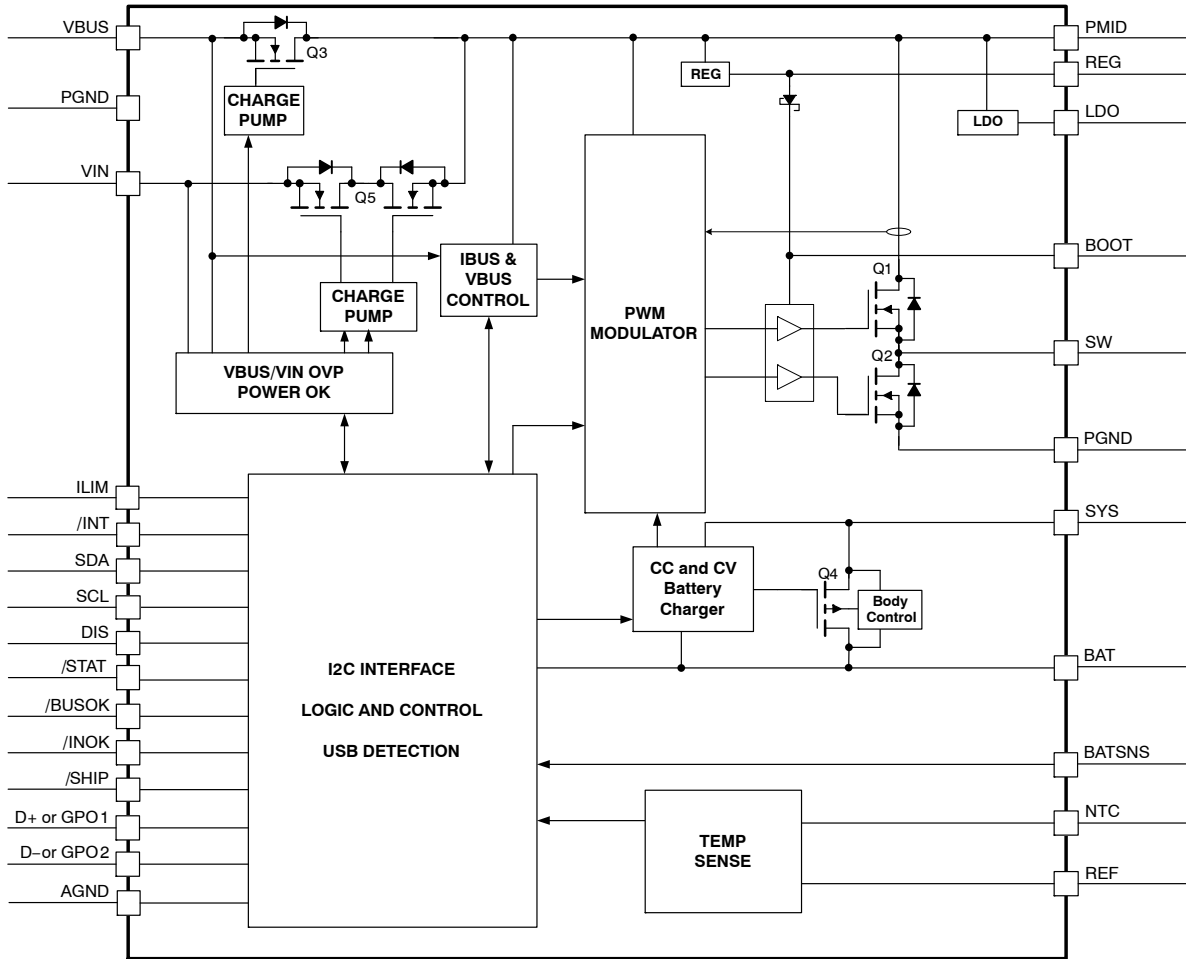 VBUS
PMID
Q3
REG
REG
CHARGE
PUMP
PGND
LDO
LDO
VIN
Q5
IBUS &
VBUS
CONTROL
BOOT
Q1
CHARGE
PUMP
PWM
MODULATOR
SW
Q2
VBUS/VIN OVP
POWER OK
PGND
ILIM
SYS
/INT
SDA
CC and CV
Battery
Charger
Q4
Body
Control
SCL
DIS
/STAT
I2C INTERFACE
LOGIC AND CONTROL
USB DETECTION
BAT
/BUSOK
/INOK
BATSNS
/SHIP
D+ or GPO1
NTC
TEMP
SENSE
D−or GPO2
REF
AGND